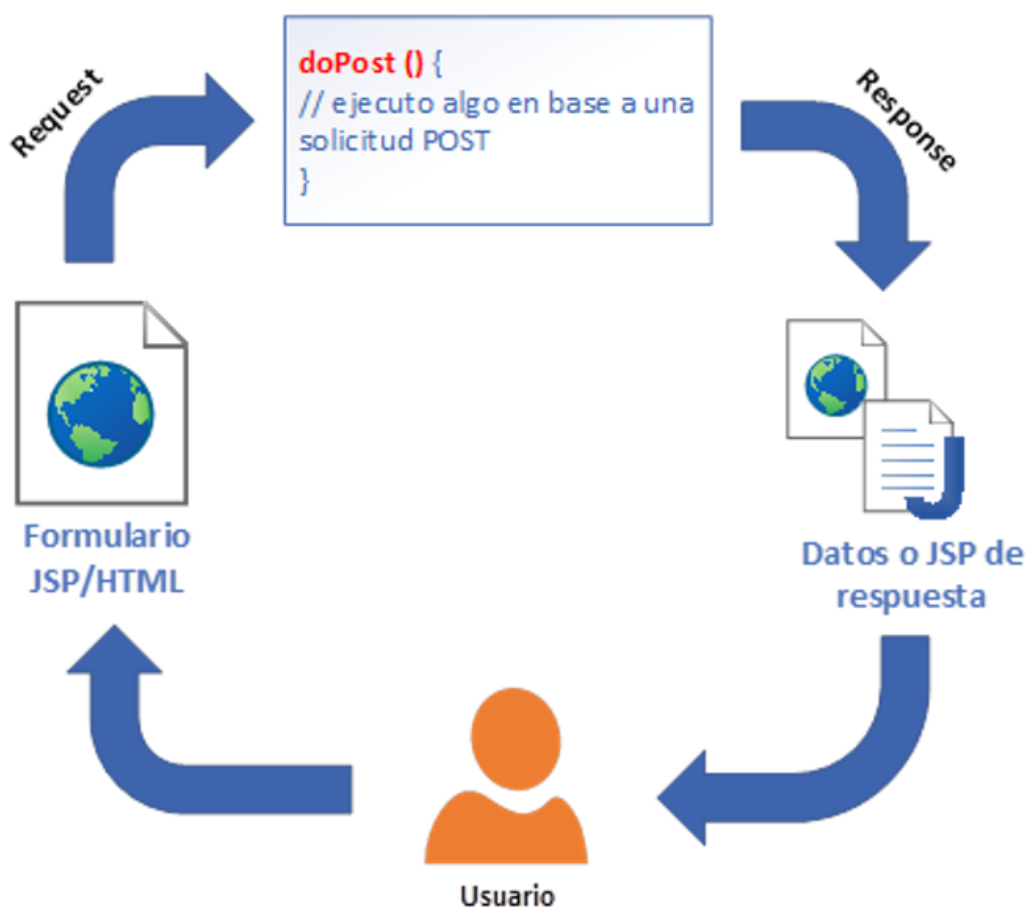 Request
doPost () {
// ejecuto algo en base a una
solicitud POST
}
Response
Formulario
JSP/HTML
Datos o JSP de
respuesta
Usuario